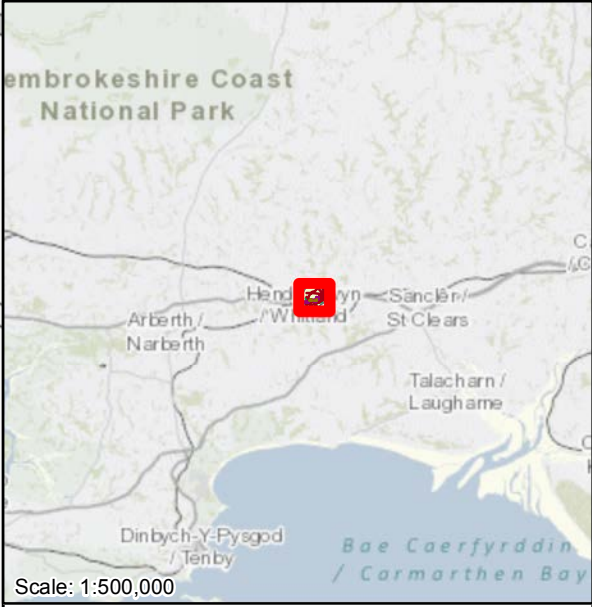 embrokeshire Coast
National Park
Arberth /
Narberth
Sanclêr /
St Clears
Talacharn /
Laugharne
Dinbych-Y-Pysgod
/ Tenby
Bae Caerfyrddin
/ Carmarthen Bay
Scale: 1:500,000